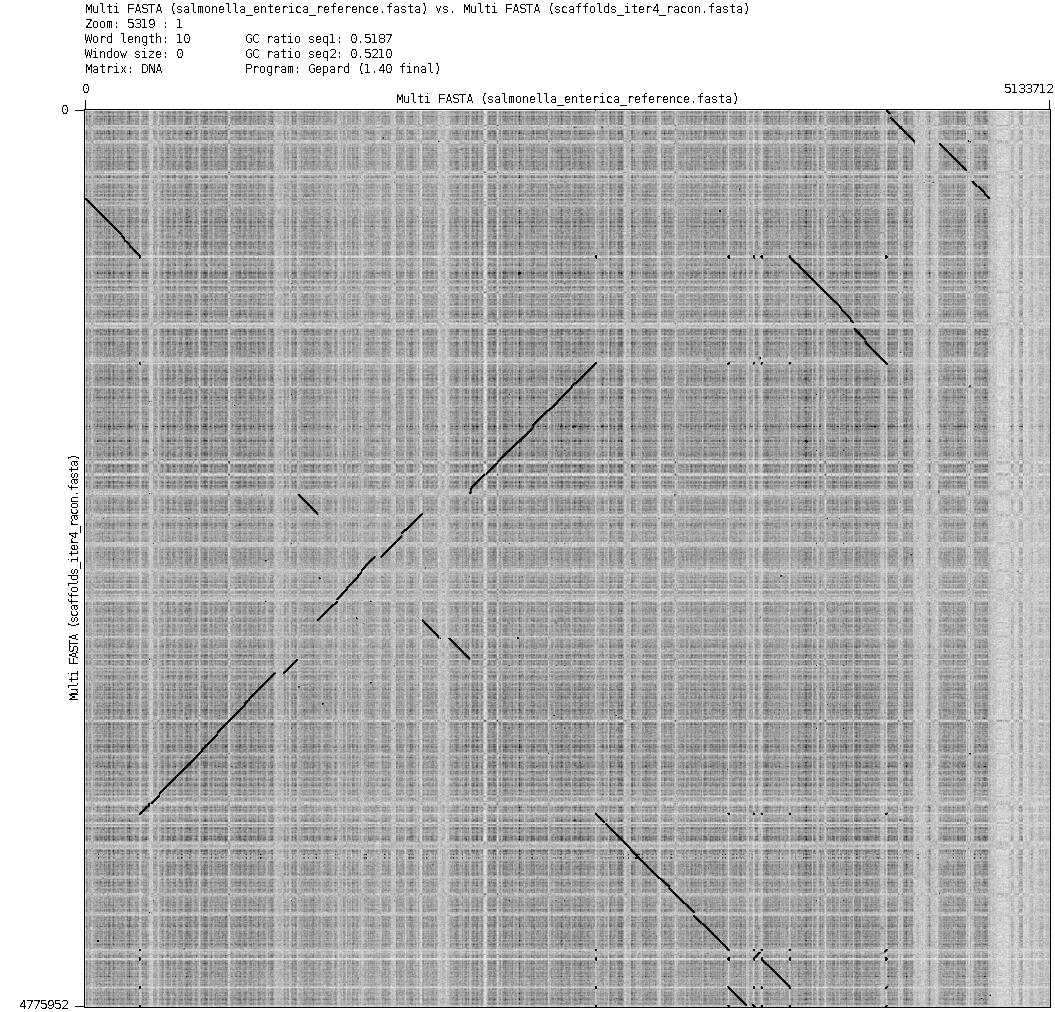 Multi FASTA (salmonella_enterica_reference.fasta) vs. Multi FASTA (scaffolds_iter4_racon.fasta)
Zoom: 5319 : 1
Word length: 10 GC ratio seq1: 0.5187
Window size: 0 GC ratio seq2: 0.5210
Matrix: DNA Program: Gepard (1.40 final)
0 5133712
Multi FASTA (salmonella_enterica_reference.fasta)
0
Multi FASTA (scaffolds_iter4_racon.fasta)
4775952